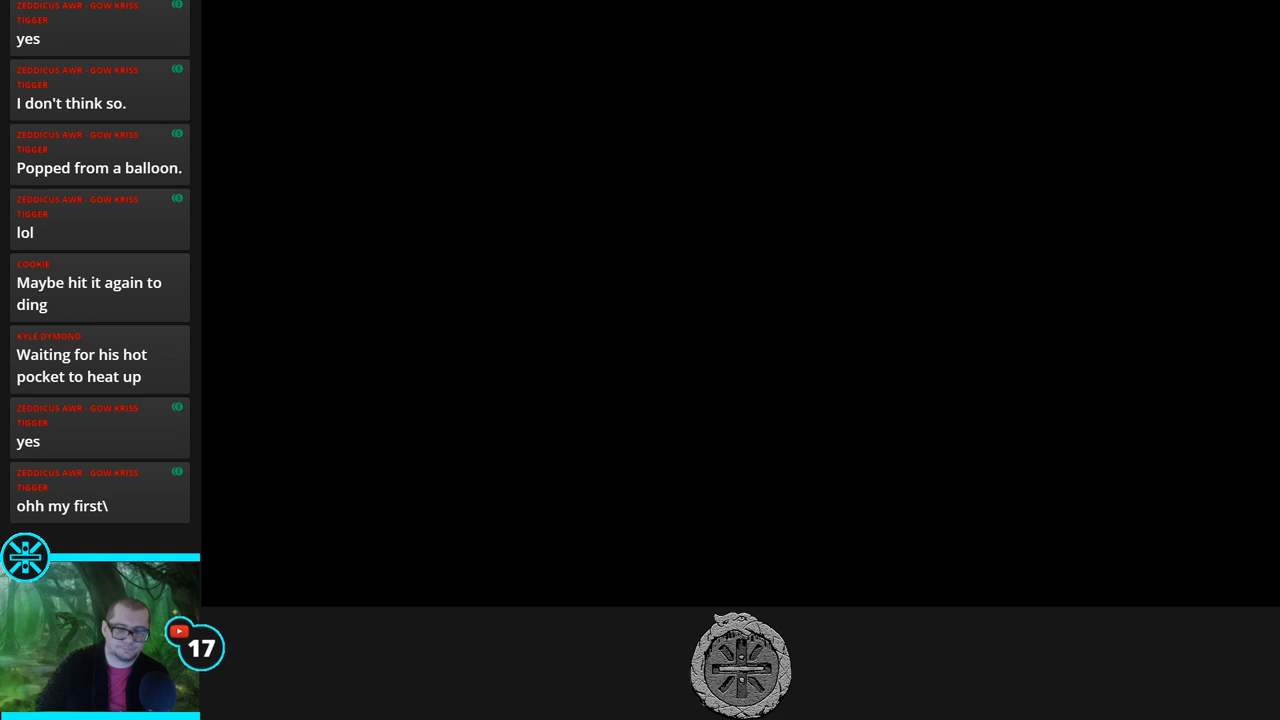 ZEDDICUS AWR - GOW KRISS
TIGGER
yes
ZEDDICUS AWR - GOW KRISS
TIGGER
I don't think so.
ZEDDICUS AWR - GOW KRISS
TIGGER
Popped from a balloon.
ZEDDICUS AWR - GOW KRISS
TIGGER
lol
COOKIE
Maybe hit it again to
ding
KYLE DYMOND
Waiting for his hot
pocket to heat up
ZEDDICUS AWR - GOW KRISS
TIGGER
yes
ZEDDICUS AWR - GOW KRISS
TIGGER
ohh my first\
17